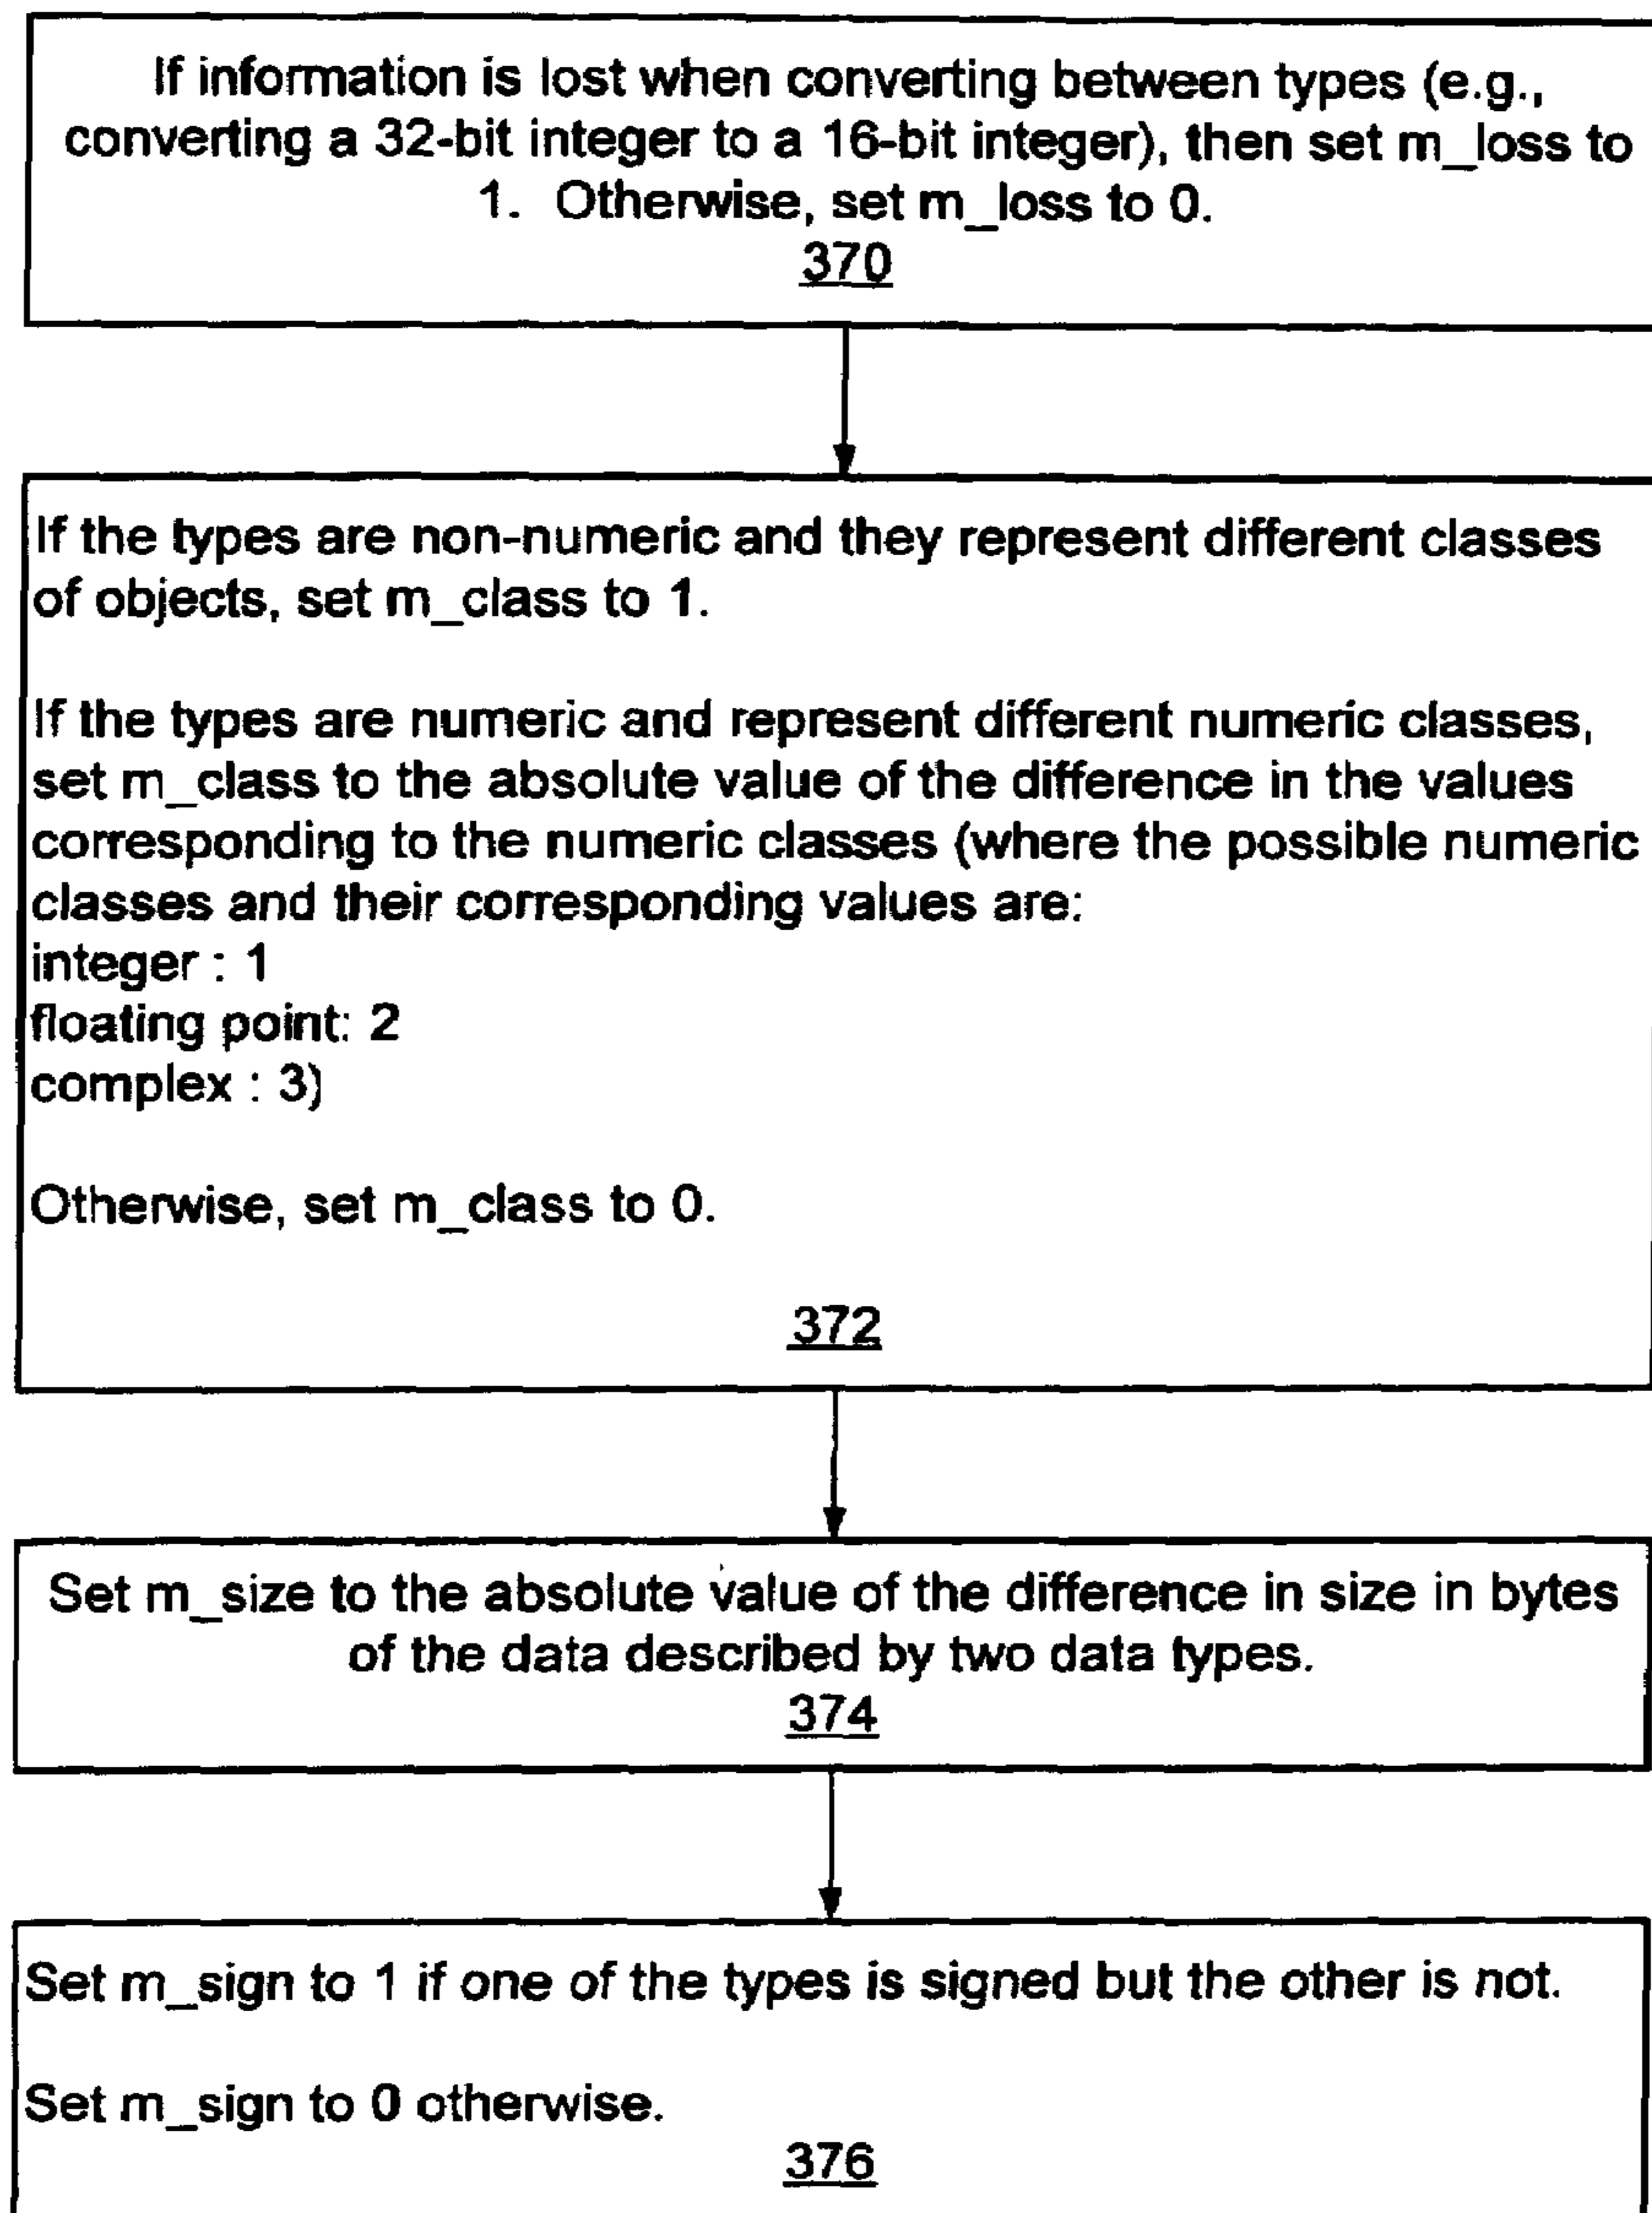 If information is lost when converting between types (e.g.,
converting a 32-bit integer to a 16-bit integer), then set m_loss to
1. Otherwise, set m_loss to 0.
370
If the types are non-numeric and they represent different classes
of objects, set m_class to 1.
If the types are numeric and represent different numeric classes,
set m_class to the absolute value of the difference in the values
corresponding to the numeric classes (where the possible numeric
classes and their corresponding values are:
integer : 1
floating point: 2
complex : 3)
Otherwise, set m_class to 0.
372
Set m_size to the absolute value of the difference in size in bytes
of the data described by two data types.
374
Set m_sign to 1 if one of the types is signed but the other is not.
Set m_sign to 0 otherwise.
376